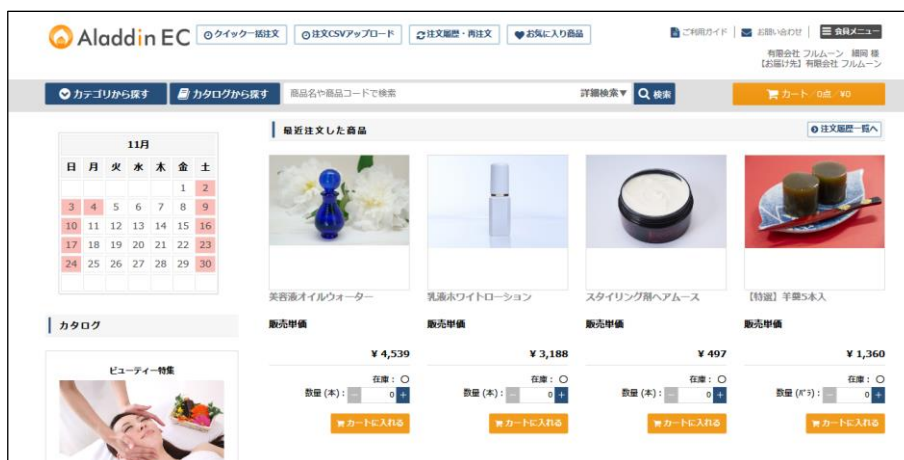 Aladdin EC
クイック一括注文
注文CSVアップロード
注文履歴・再注文
お気に入り商品
ご利用ガイド
お問い合わせ
会員メニュー
有限会社 フルムーン 細岡 様
【お届け先】有限会社 フルムーン
カテゴリから探す
カタログから探す
商品名や商品コードで検索
詳細検索▼
検索
カート/0点/¥0
11月
日 月 火 水 木 金 土
1 2
3 4 5 6 7 8 9
10 11 12 13 14 15 16
17 18 19 20 21 22 23
24 25 26 27 28 29 30
カタログ
ビューティー特集
最近注文した商品
注文履歴一覧へ
美容液オイルウォーター
販売単価
¥ 4,539
在庫：○
数量 (本)： － 0 ＋
カートに入れる
乳液ホワイトローション
販売単価
¥ 3,188
在庫：○
数量 (本)： － 0 ＋
カートに入れる
スタイリング剤ヘアムース
販売単価
¥ 497
在庫：○
数量 (本)： － 0 ＋
カートに入れる
【特選】羊羹5本入
販売単価
¥ 1,360
在庫：○
数量 (ﾊﾞﾗ)： － 0 ＋
カートに入れる